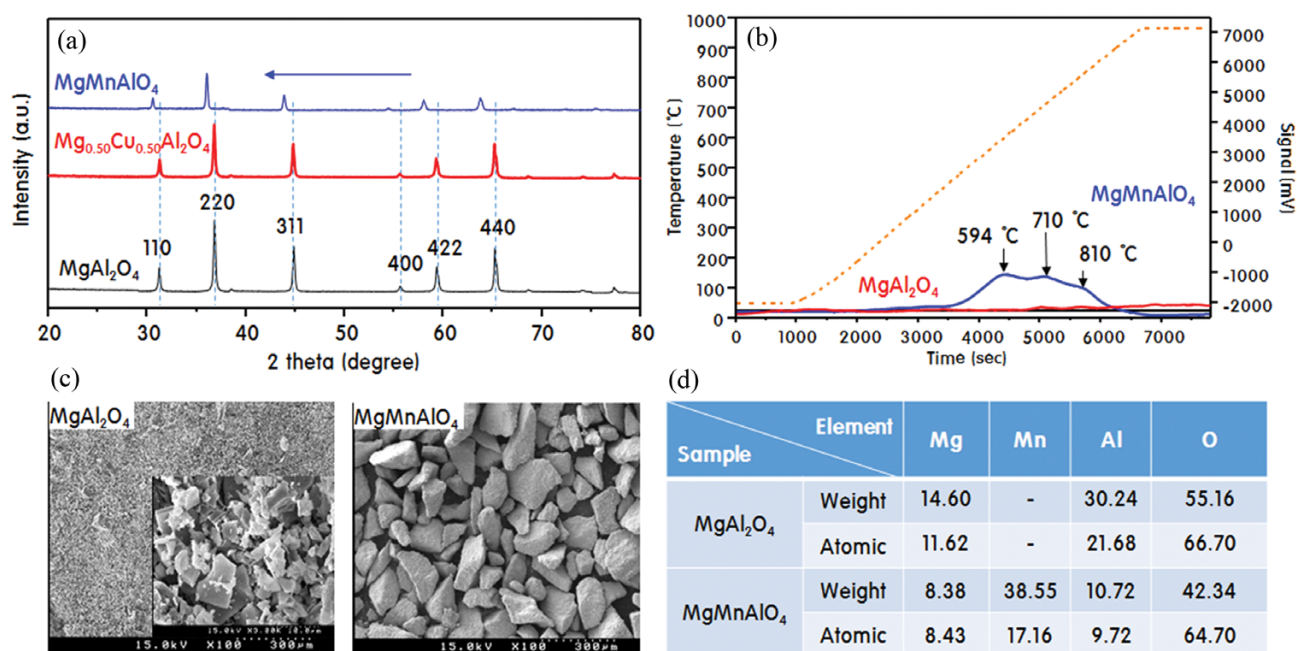 (a)
MgMnAlO4
Mg0.50Cu0.50Al2O4
220
110
311
400
422
440
MgAl2O4
Intensity (a.u.)
20 30 40 50 60 70 80
2 theta (degree)
(b)
1000
900
800
700
600
500
400
300
200
100
0
Temperature (℃)
7000
6000
5000
4000
3000
2000
1000
0
-1000
-2000
Signal (mV)
MgMnAlO4
594 ℃
710 ℃
810 ℃
MgAl2O4
0 1000 2000 3000 4000 5000 6000 7000
Time (sec)
(c)
MgAl2O4
15.0kV X100 300μm
MgMnAlO4
15.0kV X100 300μm
(d)
Element
Sample
Mg Mn Al O
MgAl2O4
Weight 14.60 - 30.24 55.16
Atomic 11.62 - 21.68 66.70
MgMnAlO4
Weight 8.38 38.55 10.72 42.34
Atomic 8.43 17.16 9.72 64.70